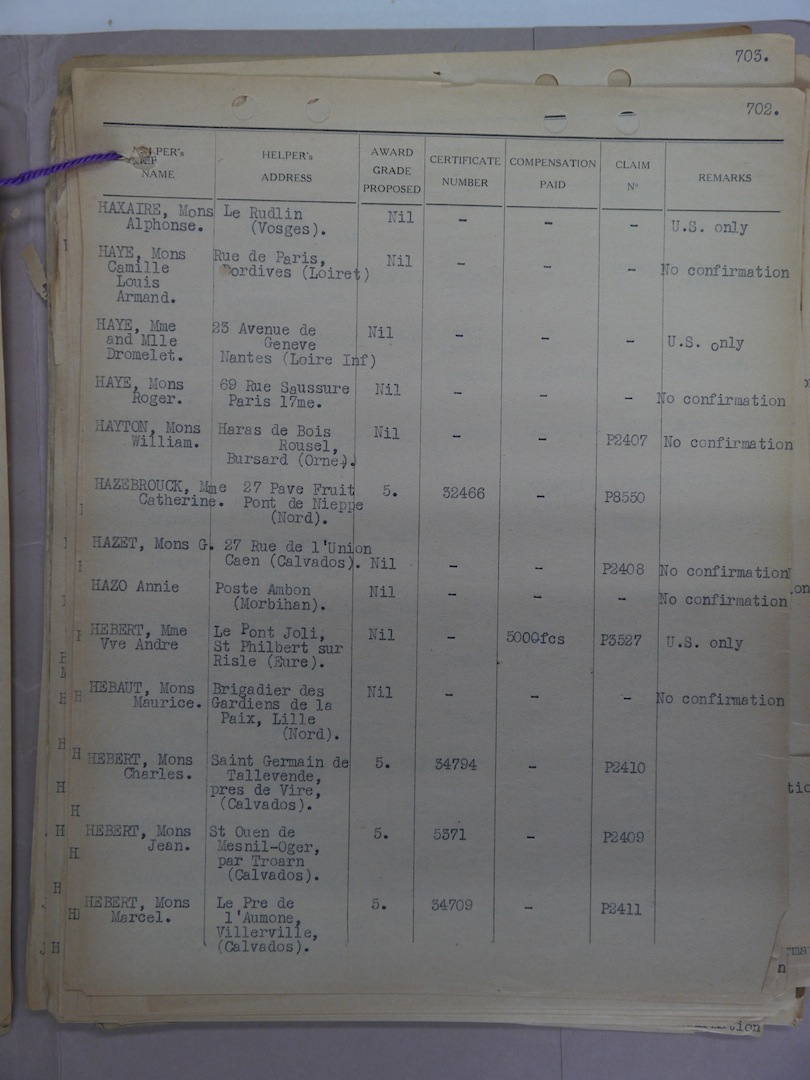 703.
702.
HELPER's NAME HELPER's ADDRESS AWARD GRADE PROPOSED CERTIFICATE NUMBER COMPENSATION PAID CLAIM N° REMARKS
HAXAIRE, Mons Le Rudlin Nil - - - U.S. only
Alphonse. (Vosges).
HAYE, Mons Rue de Paris, Nil - - - No confirmation
Camille Dordives (Loiret)
Louis
Armand.
HAYE, Mme 23 Avenue de Nil - - - U.S. only
and Mlle Geneve
Dromelet. Nantes (Loire Inf)
HAYE, Mons 69 Rue Saussure Nil - - - No confirmation
Roger. Paris 17me.
HAYTON, Mons Haras de Bois Nil - - P2407 No confirmation
William. Rousel,
Bursard (Orne).
HAZEBROUCK, Mme 27 Pave Fruit 5. 32466 - P8550
Catherine. Pont de Nieppe
(Nord).
HAZET, Mons G. 27 Rue de l'Union
Caen (Calvados). Nil - - P2408 No confirmation
HAZO Annie Poste Ambon Nil - - - No confirmation
(Morbihan).
HEBERT, Mme Le Pont Joli, Nil - 5000fcs P3527 U.S. only
Vve Andre St Philbert sur
Risle (Eure).
HEBAUT, Mons Brigadier des Nil - - - No confirmation
Maurice. Gardiens de la
Paix, Lille
(Nord).
HEBERT, Mons Saint Germain de 5. 34794 - P2410
Charles. Tallevende,
pres de Vire,
(Calvados).
HEBERT, Mons St Ouen de 5. 5371 - P2409
Jean. Mesnil-Oger,
par Troarn
(Calvados).
HEBERT, Mons Le Pre de 5. 34709 - P2411
Marcel. l'Aumone,
Villerville,
(Calvados).